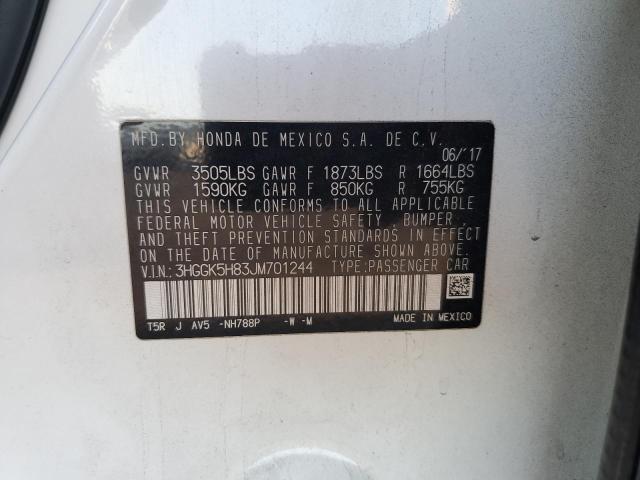 MFD. BY HONDA DE MEXICO S.A. DE C.V.
06/'17
GVWR 3505LBS GAWR F 1873LBS R 1664LBS
GVWR 1590KG GAWR F 850KG R 755KG
THIS VEHICLE CONFORMS TO ALL APPLICABLE
FEDERAL MOTOR VEHICLE SAFETY, BUMPER,
AND THEFT PREVENTION STANDARDS IN EFFECT
ON THE DATE OF MANUFACTURE SHOWN ABOVE.
V.I.N.:3HGGK5H83JM701244 TYPE:PASSENGER CAR
T5R J AV5 -NH788P -W -M MADE IN MEXICO